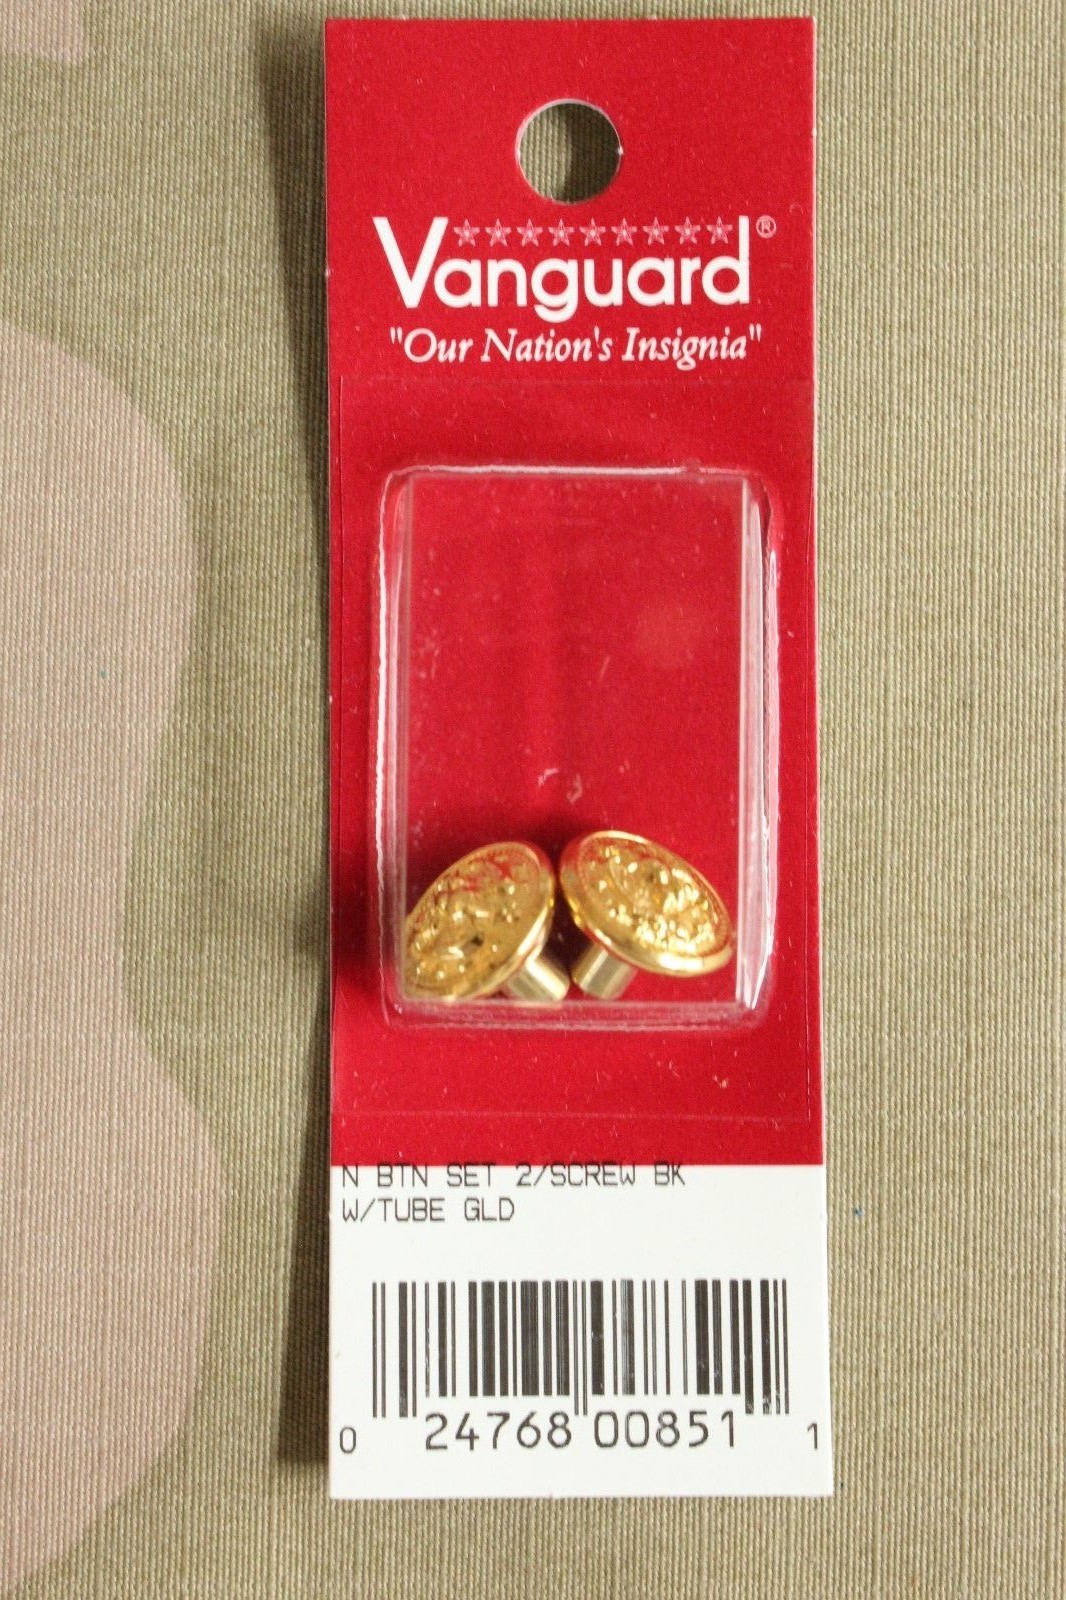 Vanguard®
"Our Nation's Insignia"
N BTN SET 2/SCREW BK
W/TUBE GLD
0 24768 00851 1